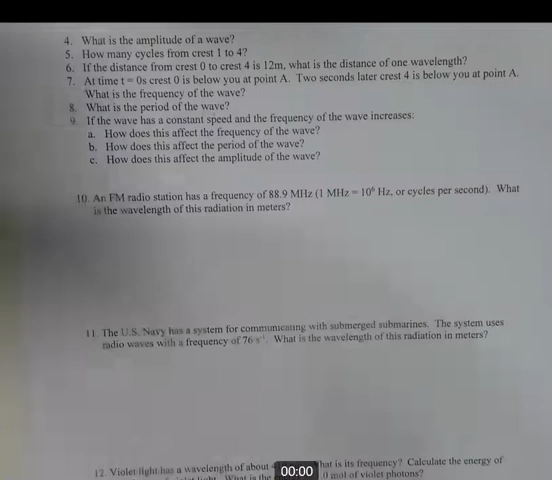 4. What is the amplitude of a wave?
5. How many cycles from crest 1 to 4?
6. If the distance from crest 0 to crest 4 is 12m, what is the distance of one wavelength?
7. At time t = 0s crest 0 is below you at point A. Two seconds later crest 4 is below you at point A.
What is the frequency of the wave?
8. What is the period of the wave?
9. If the wave has a constant speed and the frequency of the wave increases:
a. How does this affect the frequency of the wave?
b. How does this affect the period of the wave?
c. How does this affect the amplitude of the wave?
10. An FM radio station has a frequency of 88.9 MHz (1 MHz = 10⁶ Hz, or cycles per second). What
is the wavelength of this radiation in meters?
11. The U.S. Navy has a system for communicating with submerged submarines. The system uses
radio waves with a frequency of 76 s⁻¹. What is the wavelength of this radiation in meters?
12. Violet light has a wavelength of about hat is its frequency? Calculate the energy of
light What is the 00:00 .0 mol of violet photons?